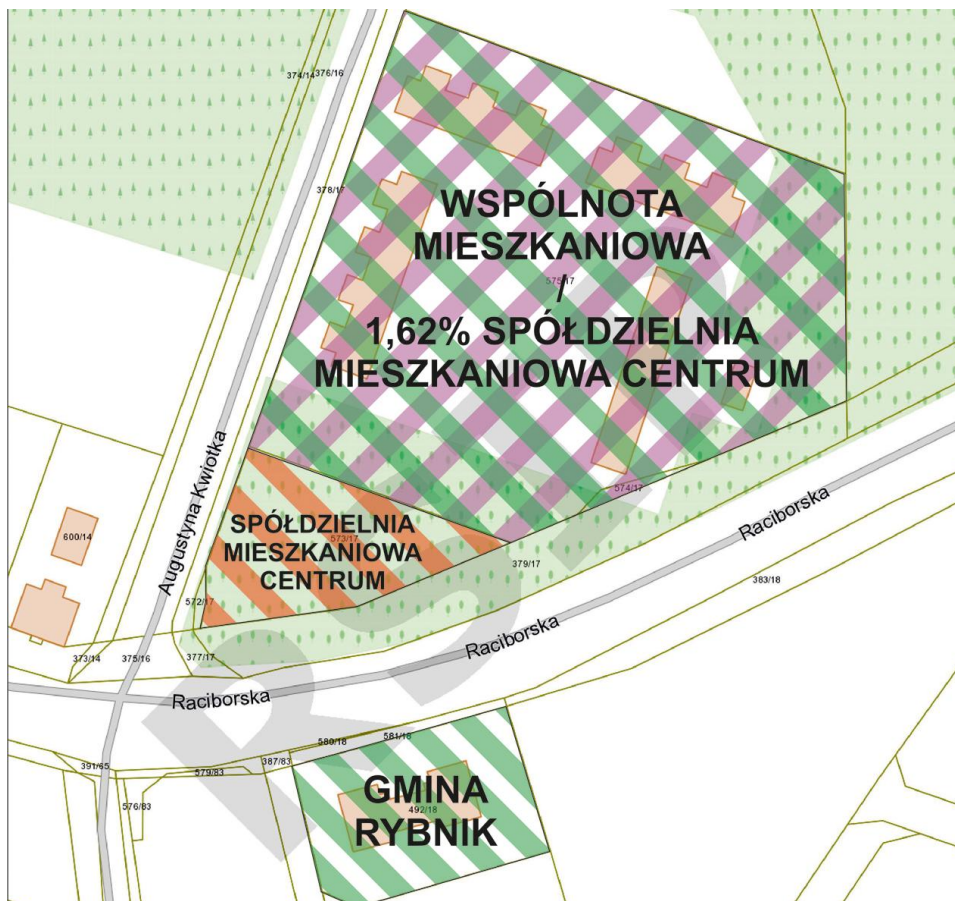 374/14
376/16
378/17
WSPÓLNOTA
MIESZKANIOWA
/
575/17
1,62% SPÓŁDZIELNIA
MIESZKANIOWA CENTRUM
Augustyna Kwiotka
574/17
Raciborska
600/14
SPÓŁDZIELNIA
573/17
MIESZKANIOWA
CENTRUM
379/17
383/18
572/17
Raciborska
373/14
375/16
377/17
Raciborska
580/18
581/18
391/65
579/83
387/83
576/83
GMINA
492/18
RYBNIK